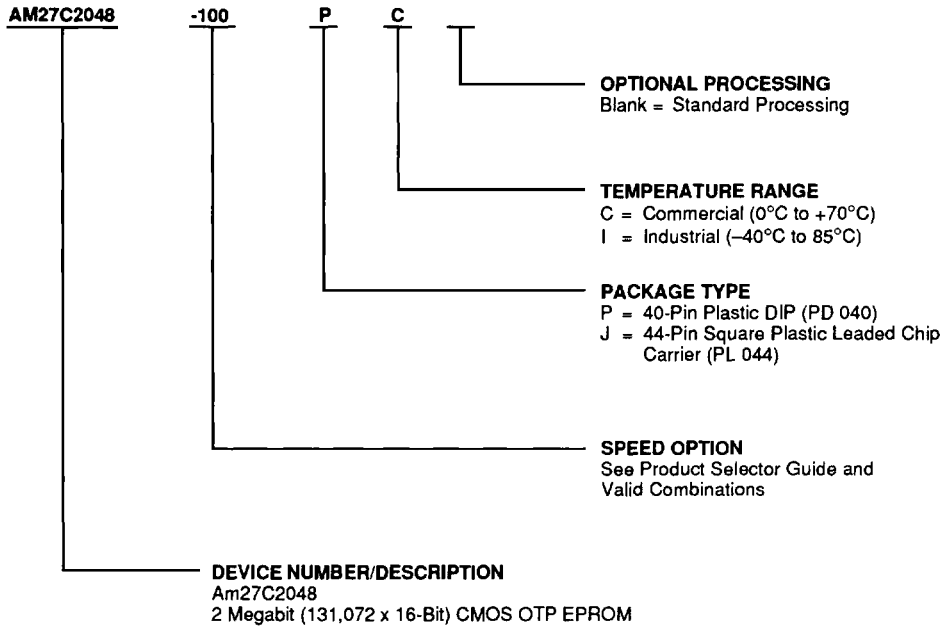 AM27C2048 -100 P C
OPTIONAL PROCESSING
Blank = Standard Processing
TEMPERATURE RANGE
C = Commercial (0°C to +70°C)
I = Industrial (–40°C to 85°C)
PACKAGE TYPE
P = 40-Pin Plastic DIP (PD 040)
J = 44-Pin Square Plastic Leaded Chip
Carrier (PL 044)
SPEED OPTION
See Product Selector Guide and
Valid Combinations
DEVICE NUMBER/DESCRIPTION
Am27C2048
2 Megabit (131,072 x 16-Bit) CMOS OTP EPROM